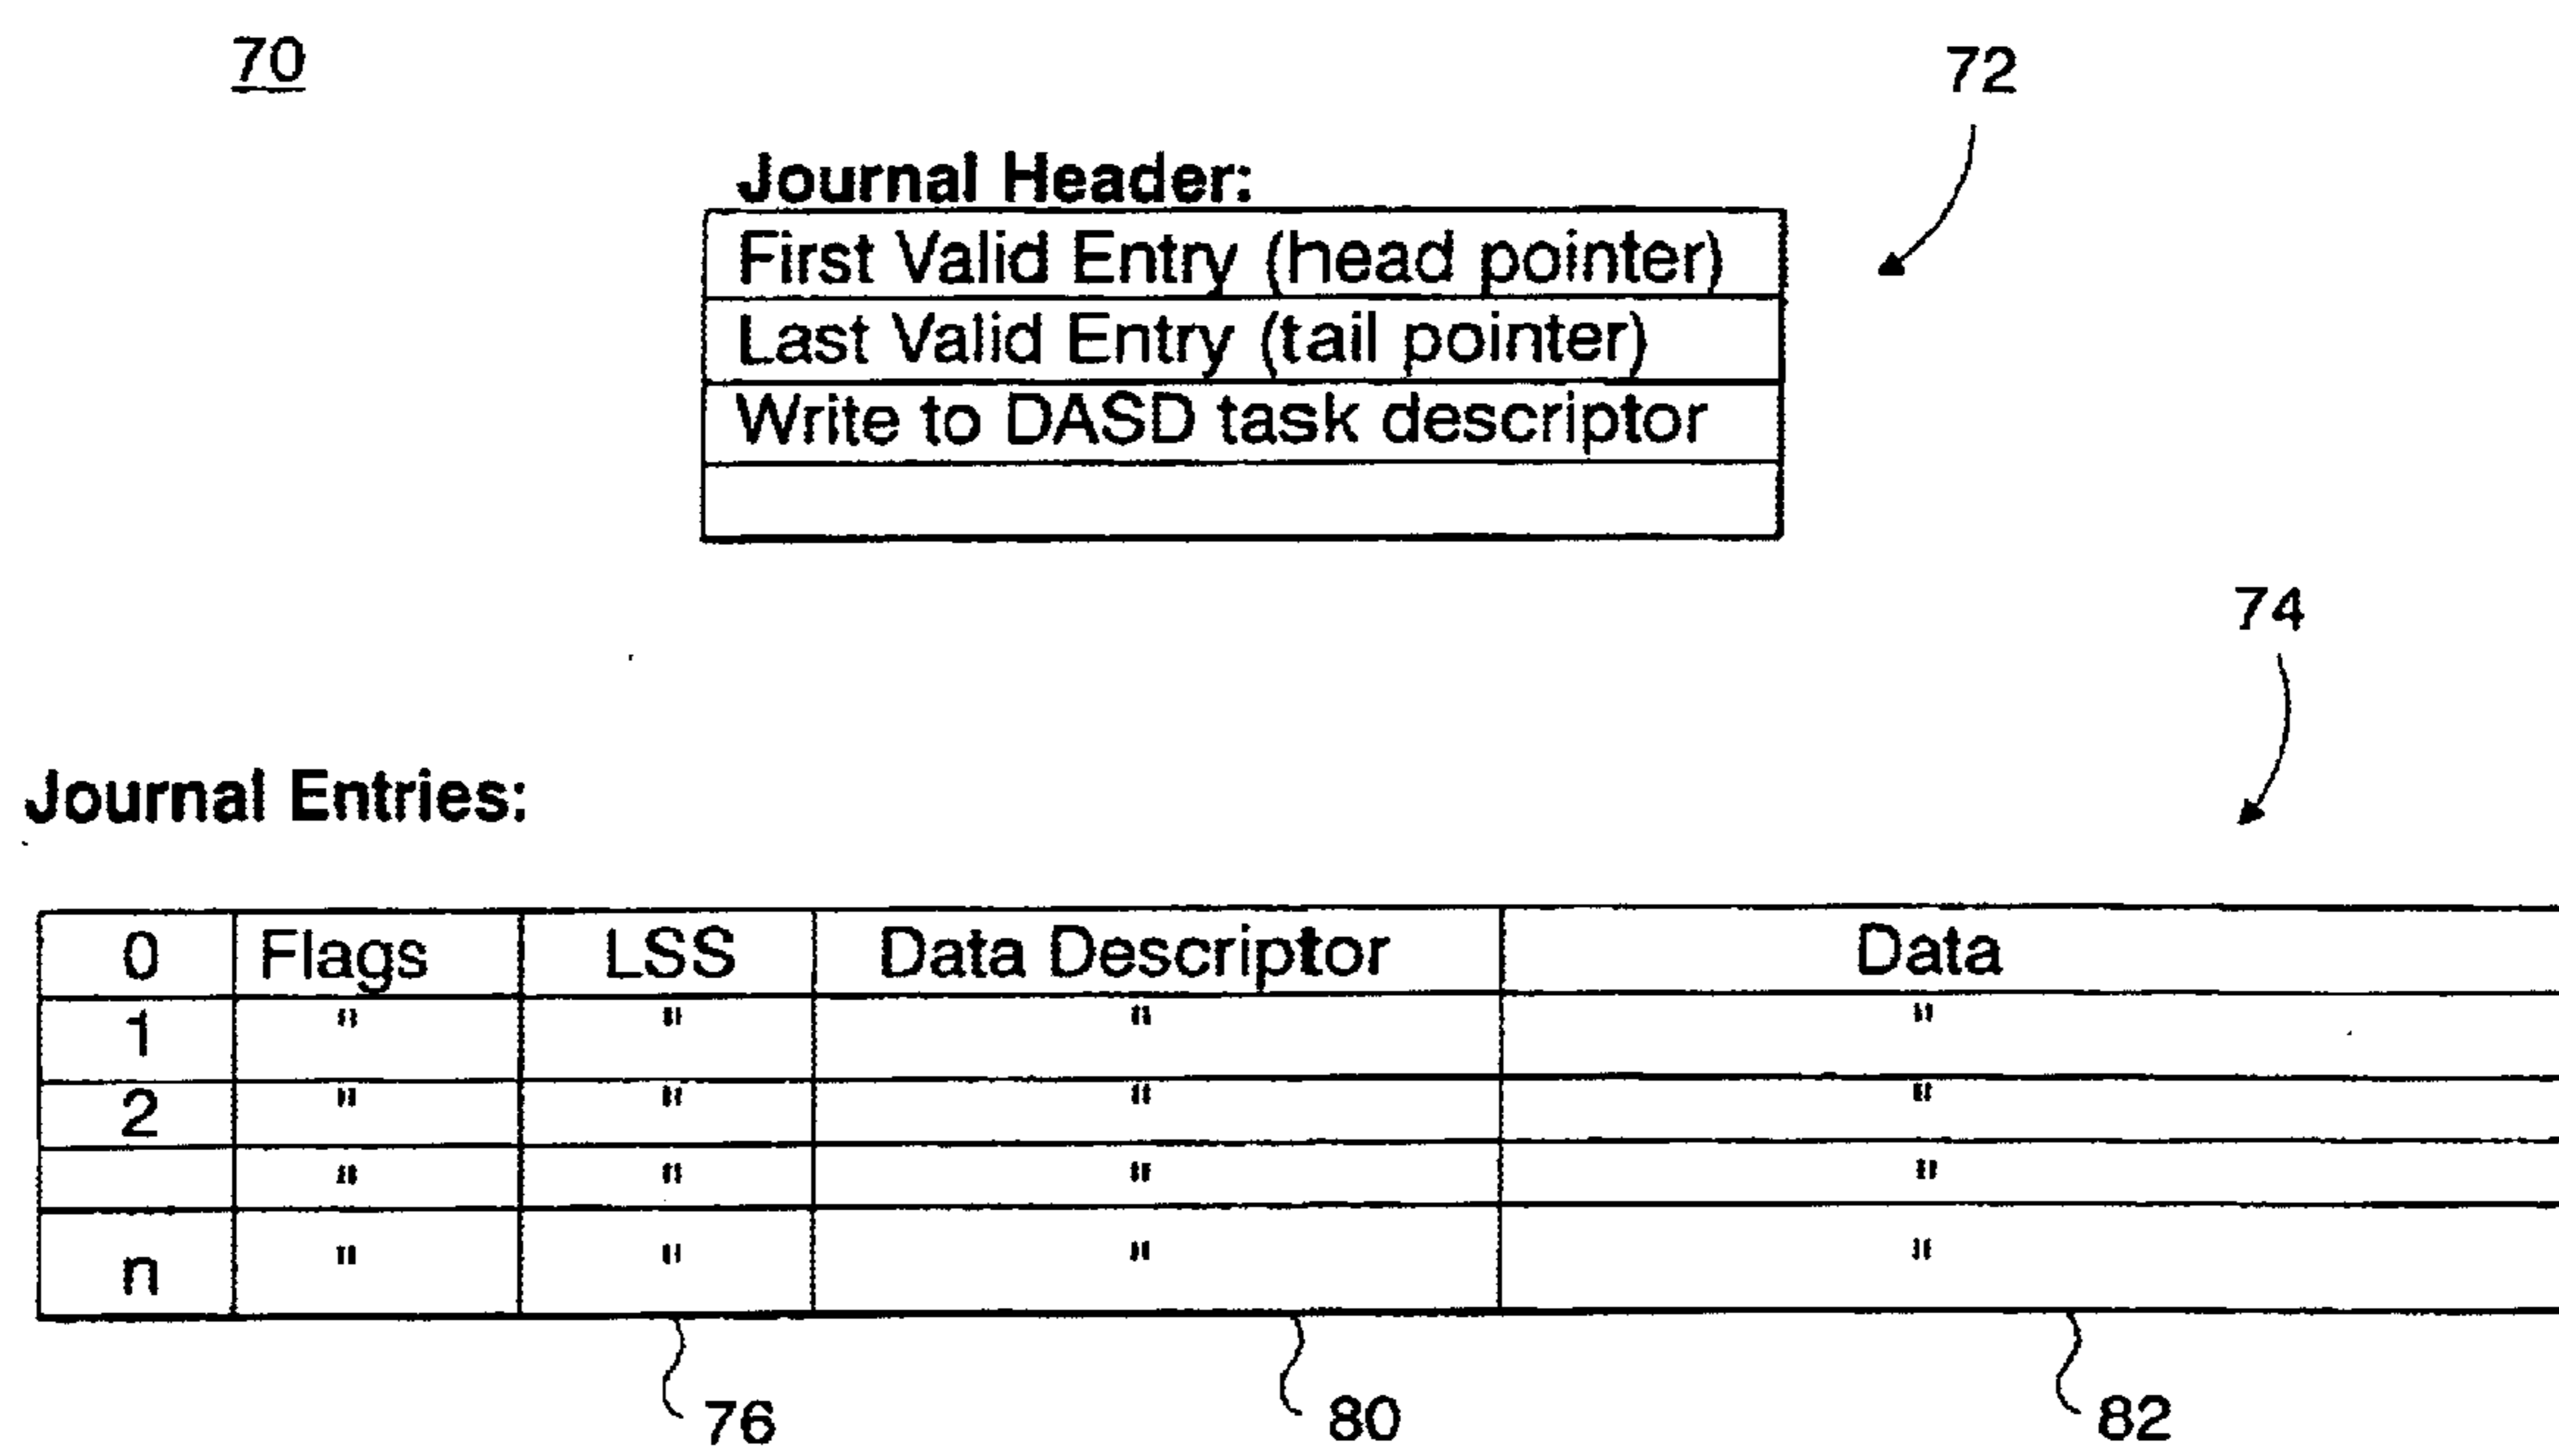 70
72
Journal Header:
First Valid Entry (head pointer)
Last Valid Entry (tail pointer)
Write to DASD task descriptor
74
Journal Entries:
0 Flags LSS Data Descriptor Data
1 " " " "
2 " " " "
" " " "
n " " " "
76 80 82